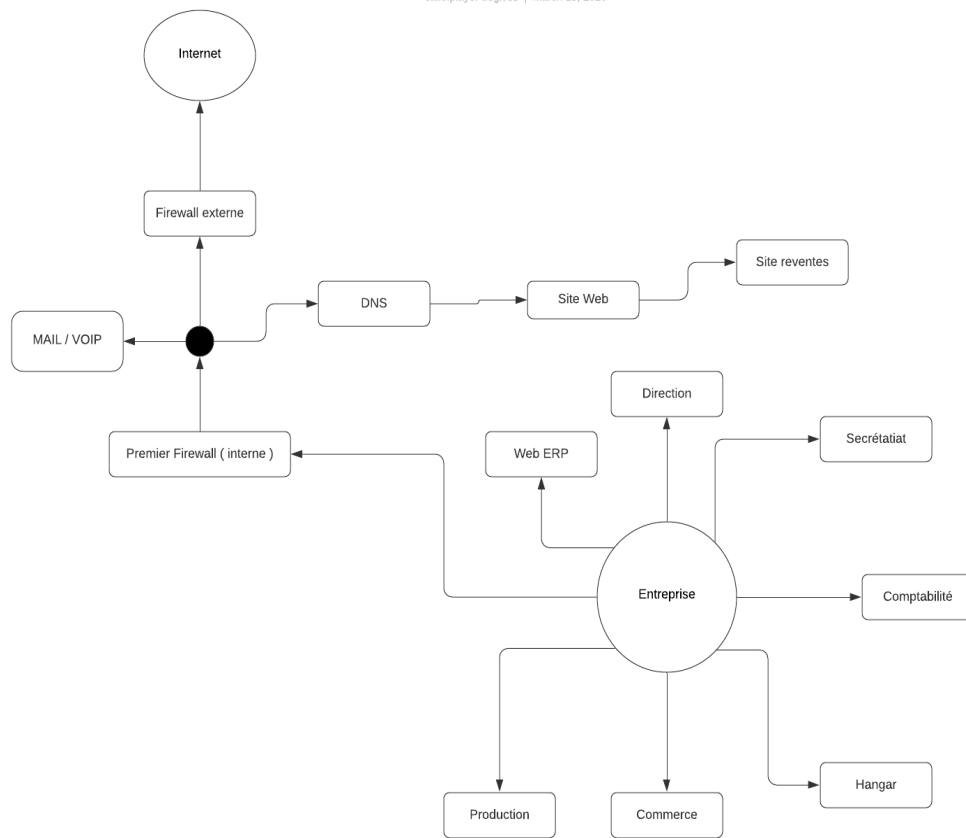 Internet
Firewall externe
Site reventes
DNS
Site Web
MAIL / VOIP
Direction
Premier Firewall ( interne )
Web ERP
Secrétatiat
Entreprise
Comptabilité
Hangar
Production
Commerce